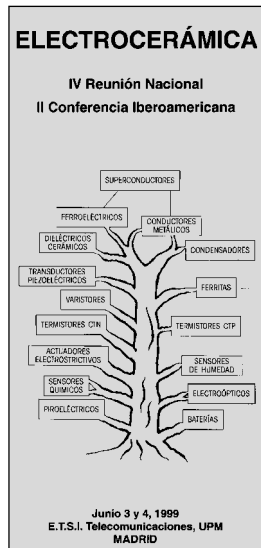 ELECTROCERÁMICA
IV Reunión Nacional
II Conferencia Iberoamericana
SUPERCONDUCTORES
FERROELÉCTRICOS
CONDUCTORES
METÁLICOS
DIELÉCTRICOS
CERÁMICOS
CONDENSADORES
TRANSDUCTORES
PIEZOELÉCTRICOS
FERRITAS
VARISTORES
TERMISTORES CTN
TERMISTORES CTP
ACTUADORES
ELECTROSTRICTIVOS
SENSORES
DE HUMEDAD
SENSORES
QUIMICOS
ELECTROÓPTICOS
PIROELÉCTRICOS
BATERÍAS
Junio 3 y 4, 1999
E.T.S.I. Telecomunicaciones, UPM
MADRID